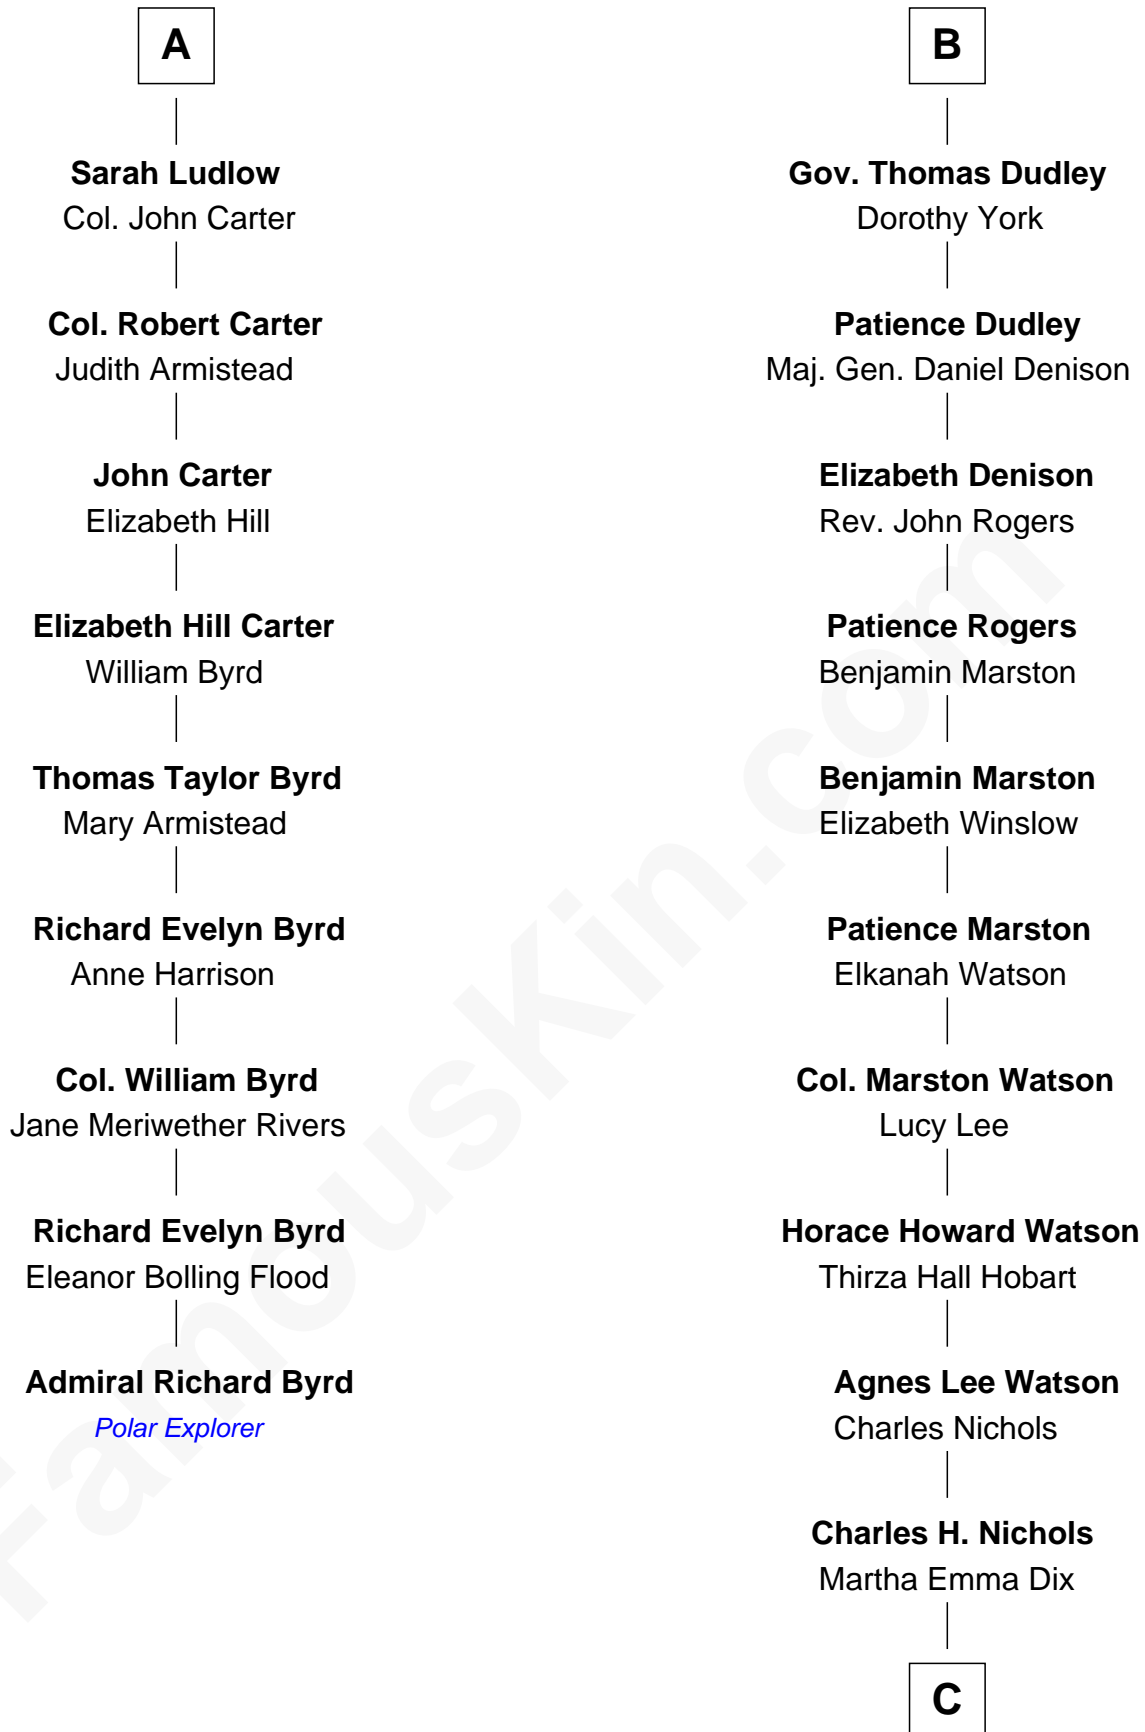 A
Sarah Ludlow
Col. John Carter
Col. Robert Carter
Judith Armistead
John Carter
Elizabeth Hill
Elizabeth Hill Carter
William Byrd
Thomas Taylor Byrd
Mary Armistead
Richard Evelyn Byrd
Anne Harrison
Col. William Byrd
Jane Meriwether Rivers
Richard Evelyn Byrd
Eleanor Bolling Flood
Admiral Richard Byrd
Polar Explorer
B
Gov. Thomas Dudley
Dorothy York
Patience Dudley
Maj. Gen. Daniel Denison
Elizabeth Denison
Rev. John Rogers
Patience Rogers
Benjamin Marston
Benjamin Marston
Elizabeth Winslow
Patience Marston
Elkanah Watson
Col. Marston Watson
Lucy Lee
Horace Howard Watson
Thirza Hall Hobart
Agnes Lee Watson
Charles Nichols
Charles H. Nichols
Martha Emma Dix
C
FamousKin.com